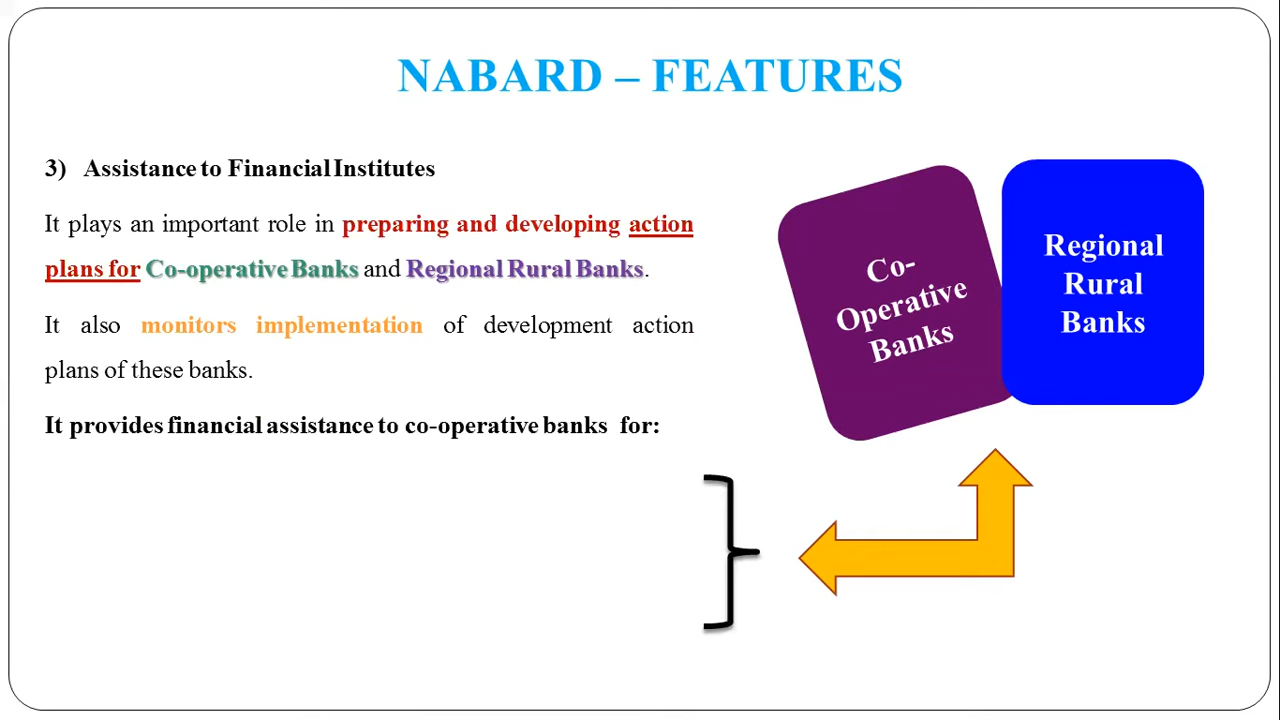 NABARD – FEATURES
3) Assistance to Financial Institutes
It plays an important role in preparing and developing action
plans for Co-operative Banks and Regional Rural Banks.
It also monitors implementation of development action
plans of these banks.
It provides financial assistance to co-operative banks for:
Co-
Operative
Banks
Regional
Rural
Banks